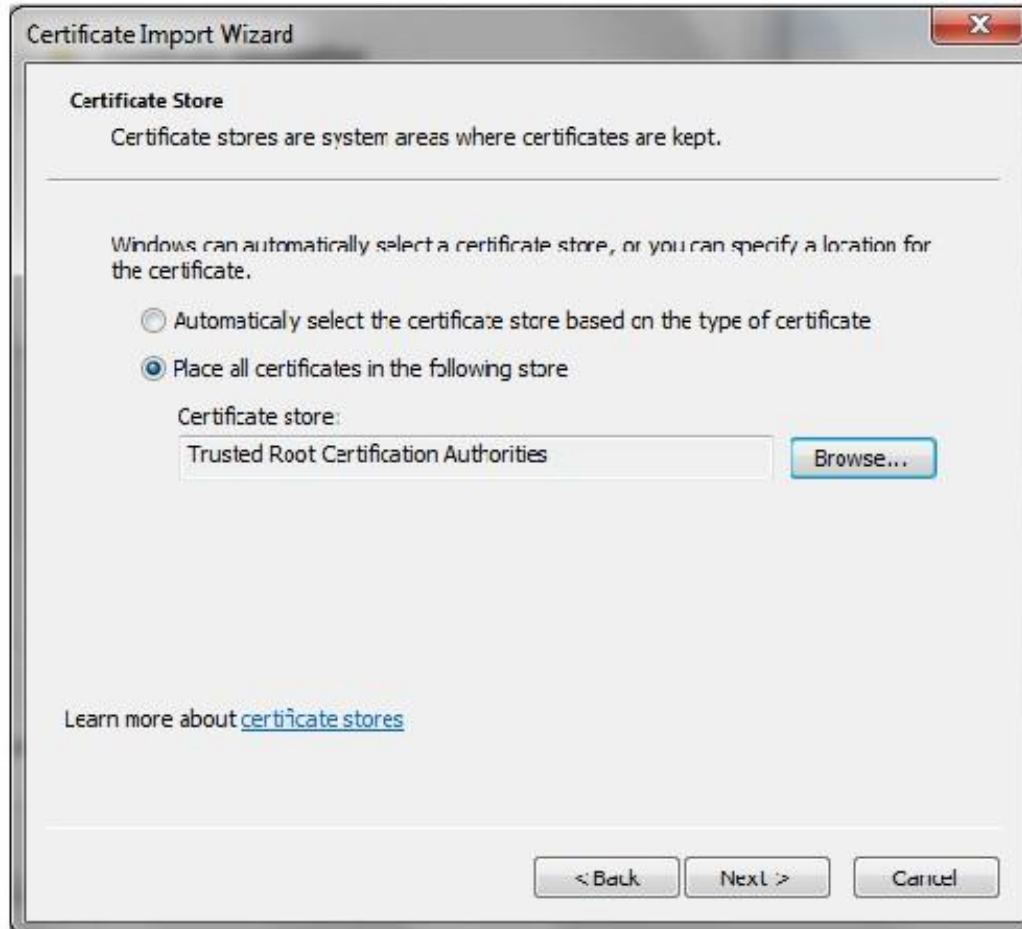 Certificate Import Wizard
Certificate Store
Certificate stores are system areas where certificates are kept.
Windows can automatically select a certificate store, or you can specify a location for
the certificate.
Automatically select the certificate store based on the type of certificate
Place all certificates in the following store
Certificate store:
Trusted Root Certification Authorities
Browse...
Learn more about certificate stores
< Back
Next >
Cancel